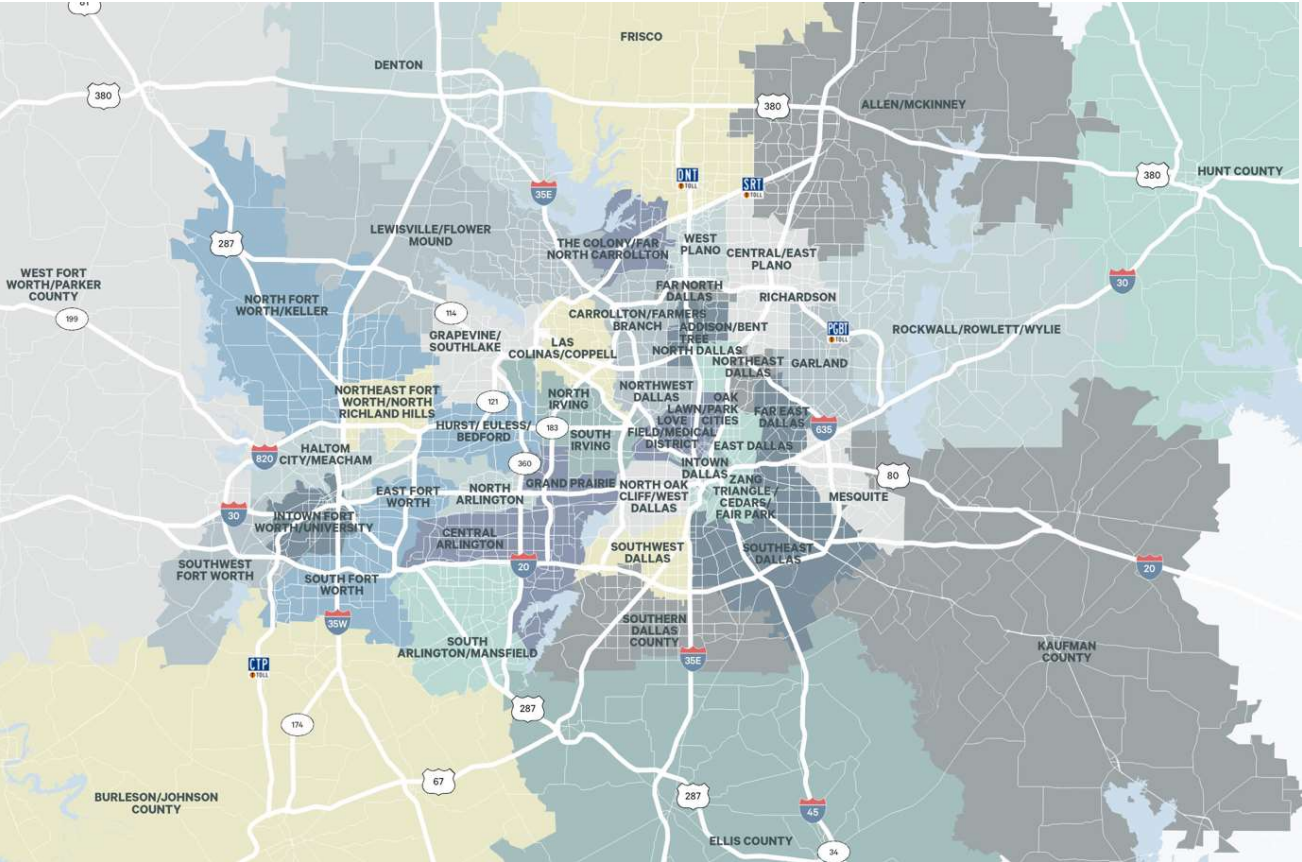 81
FRISCO
DENTON
380
380
ALLEN/MCKINNEY
380
HUNT COUNTY
DNT
TOLL
SRT
TOLL
35E
LEWISVILLE/FLOWER
MOUND
287
THE COLONY/FAR
NORTH CARROLLTON
WEST
PLANO
CENTRAL/EAST
PLANO
WEST FORT
WORTH/PARKER
COUNTY
199
NORTH FORT
WORTH/KELLER
30
FAR NORTH
DALLAS
RICHARDSON
114
CARROLLTON/FARMERS
BRANCH
ADDISON/BENT
TREE
PGBT
TOLL
ROCKWALL/ROWLETT/WYLIE
GRAPEVINE/
SOUTHLAKE
LAS
COLINAS/COPPELL
NORTH DALLAS
NORTHEAST
DALLAS
GARLAND
NORTHEAST FORT
WORTH/NORTH
RICHLAND HILLS
121
NORTH
IRVING
NORTHWEST
DALLAS
OAK
LAWN/PARK
CITIES
FAR EAST
DALLAS
HURST/ EULESS/
BEDFORD
183
SOUTH
IRVING
LOVE
FIELD/MEDICAL
DISTRICT
635
EAST DALLAS
820
HALTOM
CITY/MEACHAM
360
INTOWN
DALLAS
80
GRAND PRAIRIE
NORTH OAK
CLIFF/WEST
DALLAS
ZANG
TRIANGLE/
CEDARS/
FAIR PARK
MESQUITE
EAST FORT
WORTH
NORTH
ARLINGTON
30
INTOWN FORT
WORTH/UNIVERSITY
CENTRAL
ARLINGTON
SOUTHWEST
DALLAS
SOUTHEAST
DALLAS
20
20
SOUTHWEST
FORT WORTH
SOUTH FORT
WORTH
35W
SOUTH
ARLINGTON/MANSFIELD
SOUTHERN
DALLAS
COUNTY
35E
KAUFMAN
COUNTY
CTP
TOLL
287
174
67
287
BURLESON/JOHNSON
COUNTY
45
ELLIS COUNTY
34